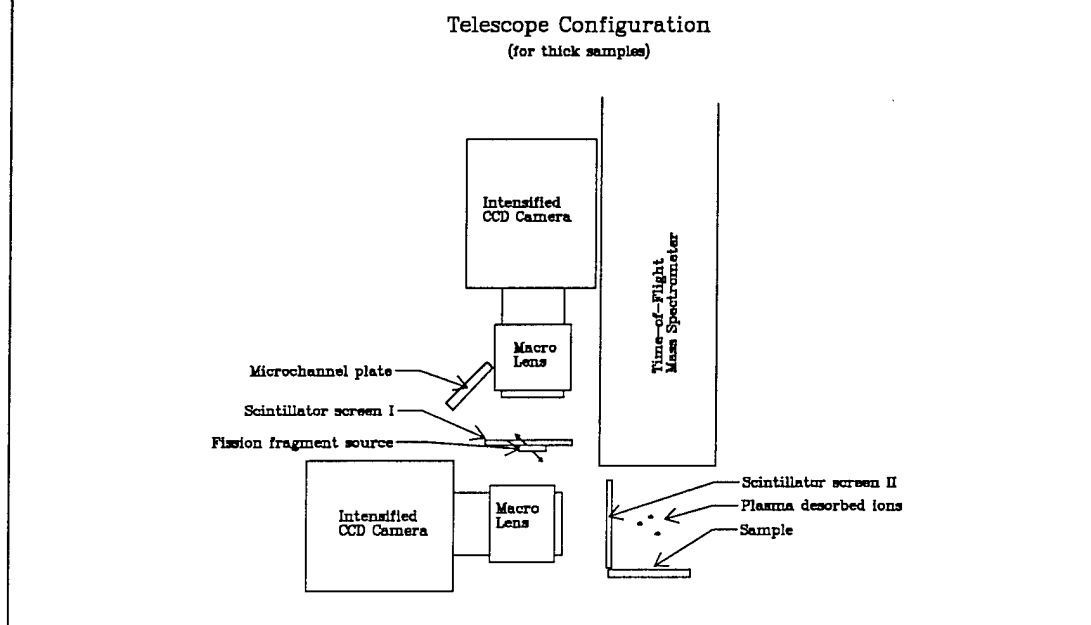 Telescope Configuration
(for thick samples)
Intensified
CCD Camera
Time-of-Flight
Mass Spectrometer
Macro
Lens
Microchannel plate
Scintillator screen I
Fission fragment source
Scintillator screen II
Plasma desorbed ions
Sample
Macro
Lens
Intensified
CCD Camera